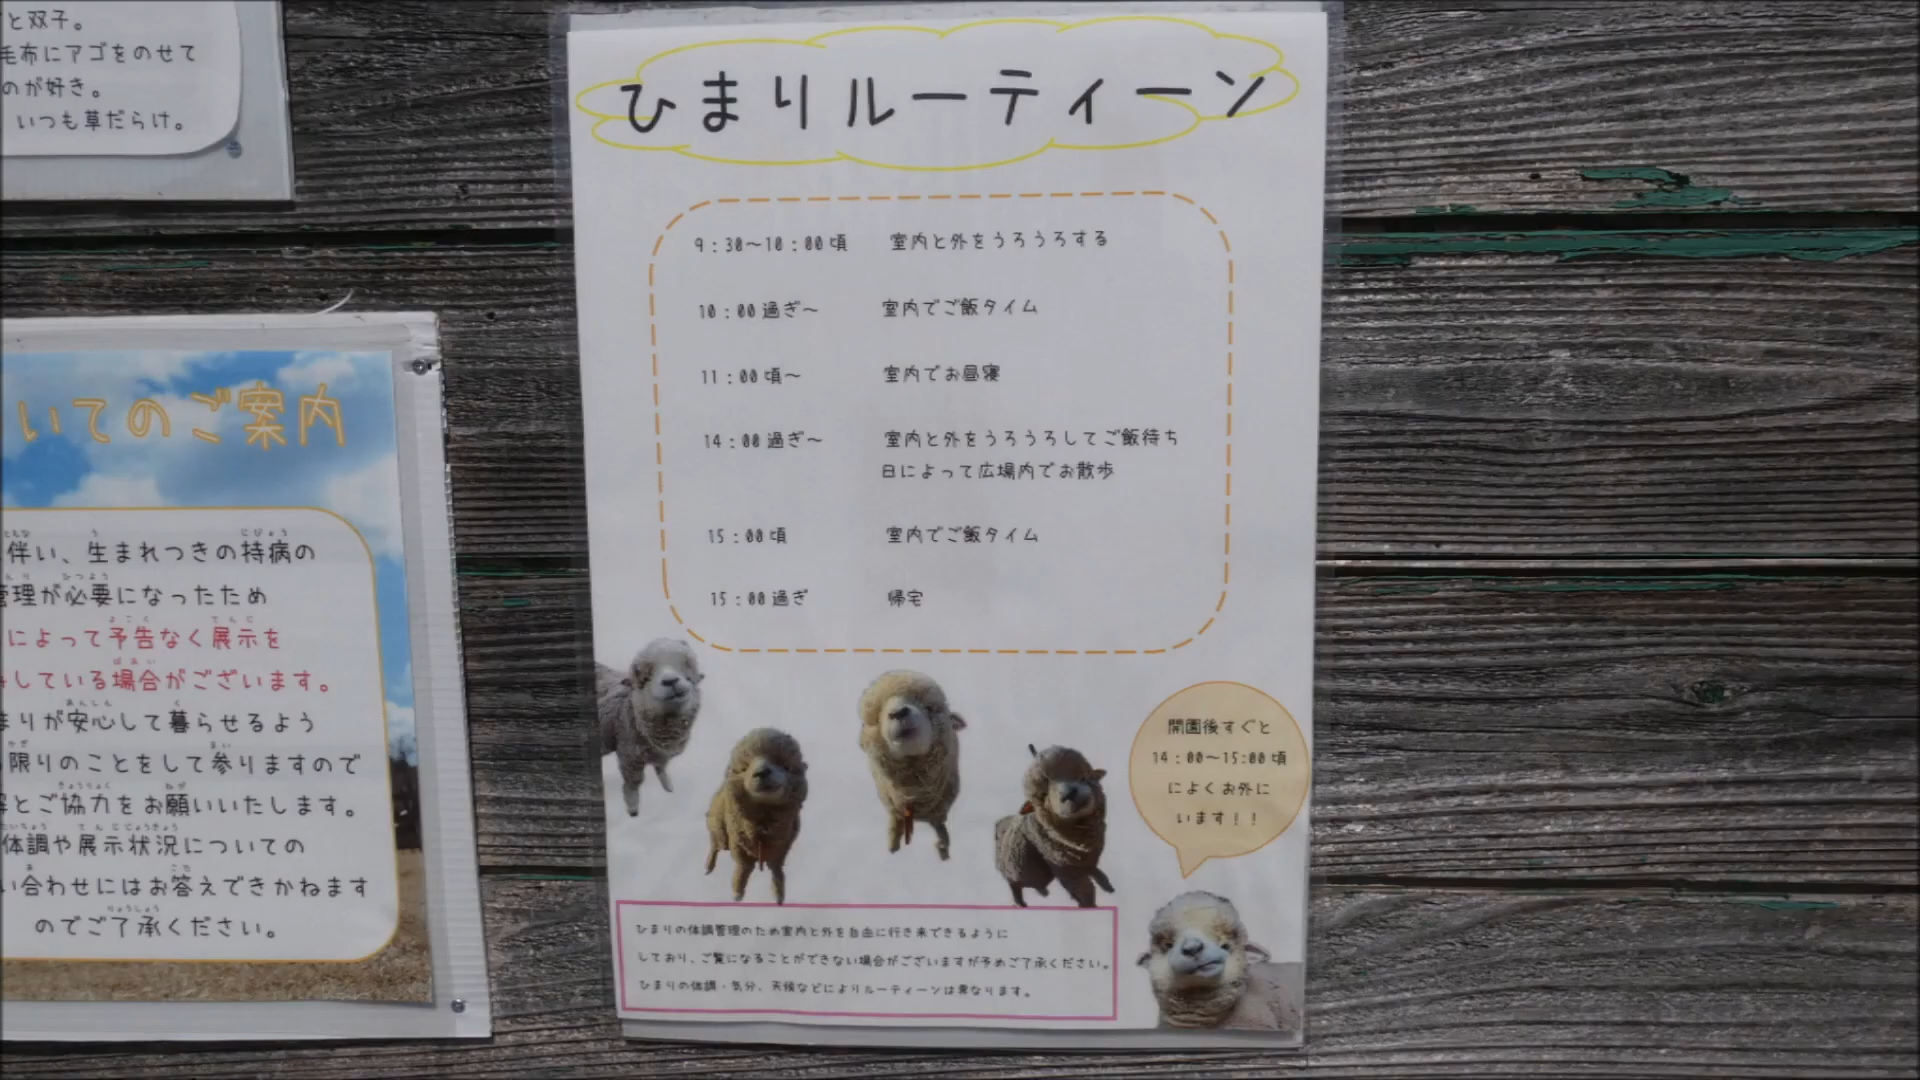 と双子。
毛布にアゴをのせて
のが好き。
いつも草だらけ。
いてのご案内
伴い、生まれつきの持病の
管理が必要になったため
によって予告なく展示を
している場合がございます。
まりが安心して暮らせるよう
限りのことをして参りますので
解とご協力をお願いいたします。
体調や展示状況についての
い合わせにはお答えできかねます
のでご了承ください。
ひまりルーティーン
9:30〜10:00頃 室内と外をうろうろする
10:00過ぎ〜 室内でご飯タイム
11:00頃〜 室内でお昼寝
14:00過ぎ〜 室内と外をうろうろしてご飯待ち
日によって広場内でお散歩
15:00頃 室内でご飯タイム
15:00過ぎ 帰宅
開園後すぐと
14:00〜15:00頃
によくお外に
います!!
ひまりの体調管理のため室内と外を自由に行き来できるように
しており、ご覧になることができない場合がございますが予めご了承ください。
ひまりの体調・気分、天候などによりルーティーンは異なります。